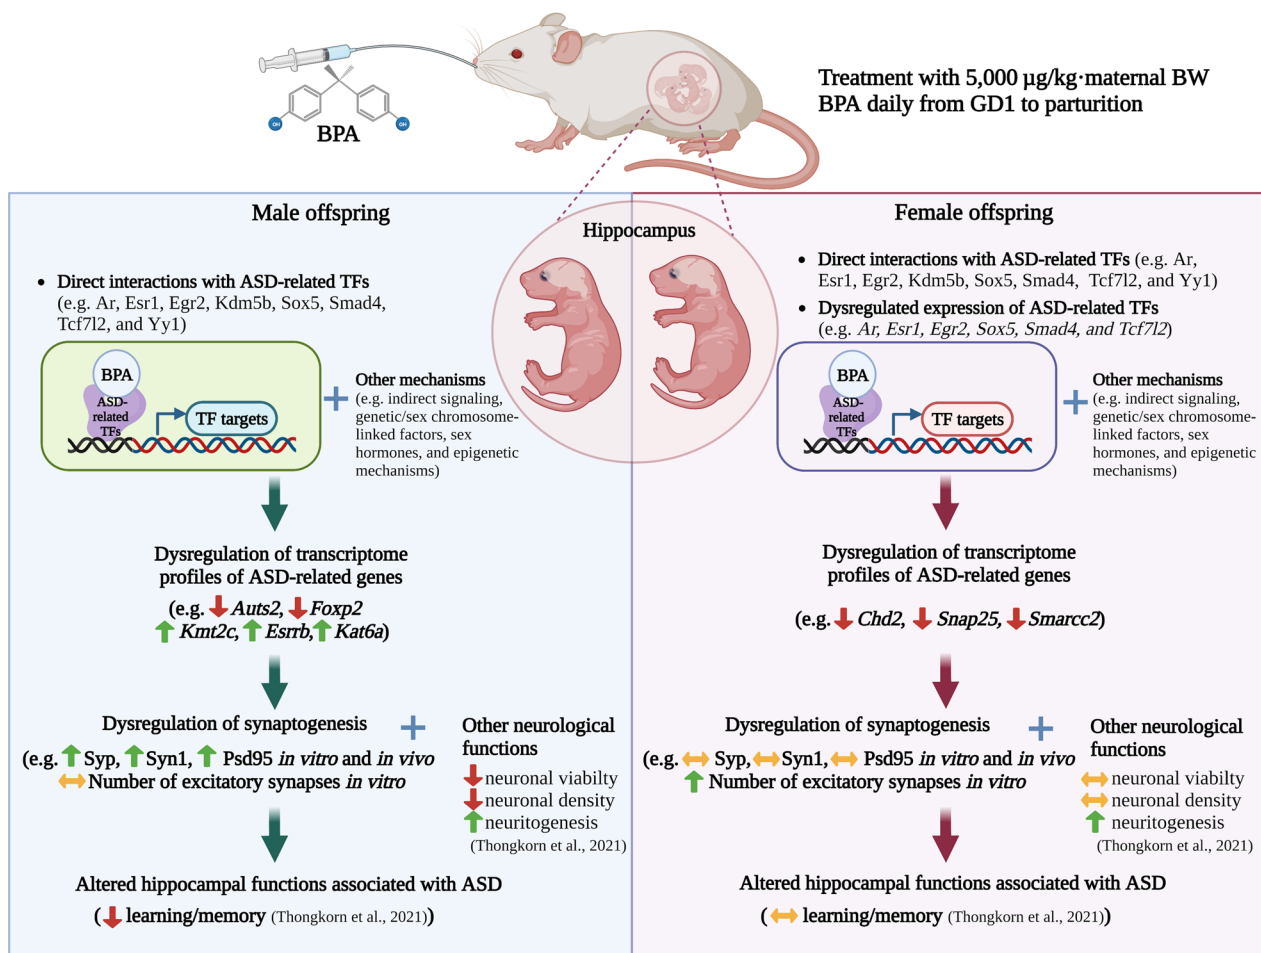 Treatment with 5,000 µg/kg·maternal BW
BPA daily from GD1 to parturition
OH
OH
BPA
Male offspring
Hippocampus
Female offspring
• Direct interactions with ASD-related TFs
(e.g. Ar, Esr1, Egr2, Kdm5b, Sox5, Smad4,
Tcf7l2, and Yy1)
BPA
ASD-
related
TFs
TF targets
Other mechanisms
(e.g. indirect signaling,
genetic/sex chromosome-
linked factors, sex
hormones, and epigenetic
mechanisms)
Dysregulation of transcriptome
profiles of ASD-related genes
(e.g. Auts2, Foxp2
Kmt2c, Esrrb, Kat6a)
Dysregulation of synaptogenesis
(e.g. Syp, Syn1, Psd95 in vitro and in vivo
Number of excitatory synapses in vitro
Other neurological
functions
neuronal viabilty
neuronal density
neuritogenesis
(Thongkorn et al., 2021)
Altered hippocampal functions associated with ASD
( learning/memory (Thongkorn et al., 2021))
• Direct interactions with ASD-related TFs (e.g. Ar,
Esr1, Egr2, Kdm5b, Sox5, Smad4, Tcf7l2, and Yy1)
• Dysregulated expression of ASD-related TFs
(e.g. Ar, Esr1, Egr2, Sox5, Smad4, and Tcf7l2)
BPA
ASD-
related
TFs
TF targets
Other mechanisms
(e.g. indirect signaling,
genetic/sex chromosome-
linked factors, sex
hormones, and epigenetic
mechanisms)
Dysregulation of transcriptome
profiles of ASD-related genes
(e.g. Chd2, Snap25, Smarcc2)
Dysregulation of synaptogenesis
(e.g. Syp, Syn1, Psd95 in vitro and in vivo
Number of excitatory synapses in vitro
Other neurological
functions
neuronal viabilty
neuronal density
neuritogenesis
(Thongkorn et al., 2021)
Altered hippocampal functions associated with ASD
( learning/memory (Thongkorn et al., 2021))